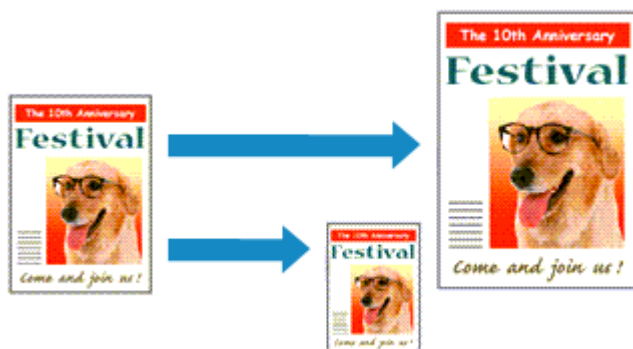 The 10th Anniversary
Festival
Come and join us!
The 10th Anniversary
Festival
Come and join us!
The 10th Anniversary
Festival
Come and join us!